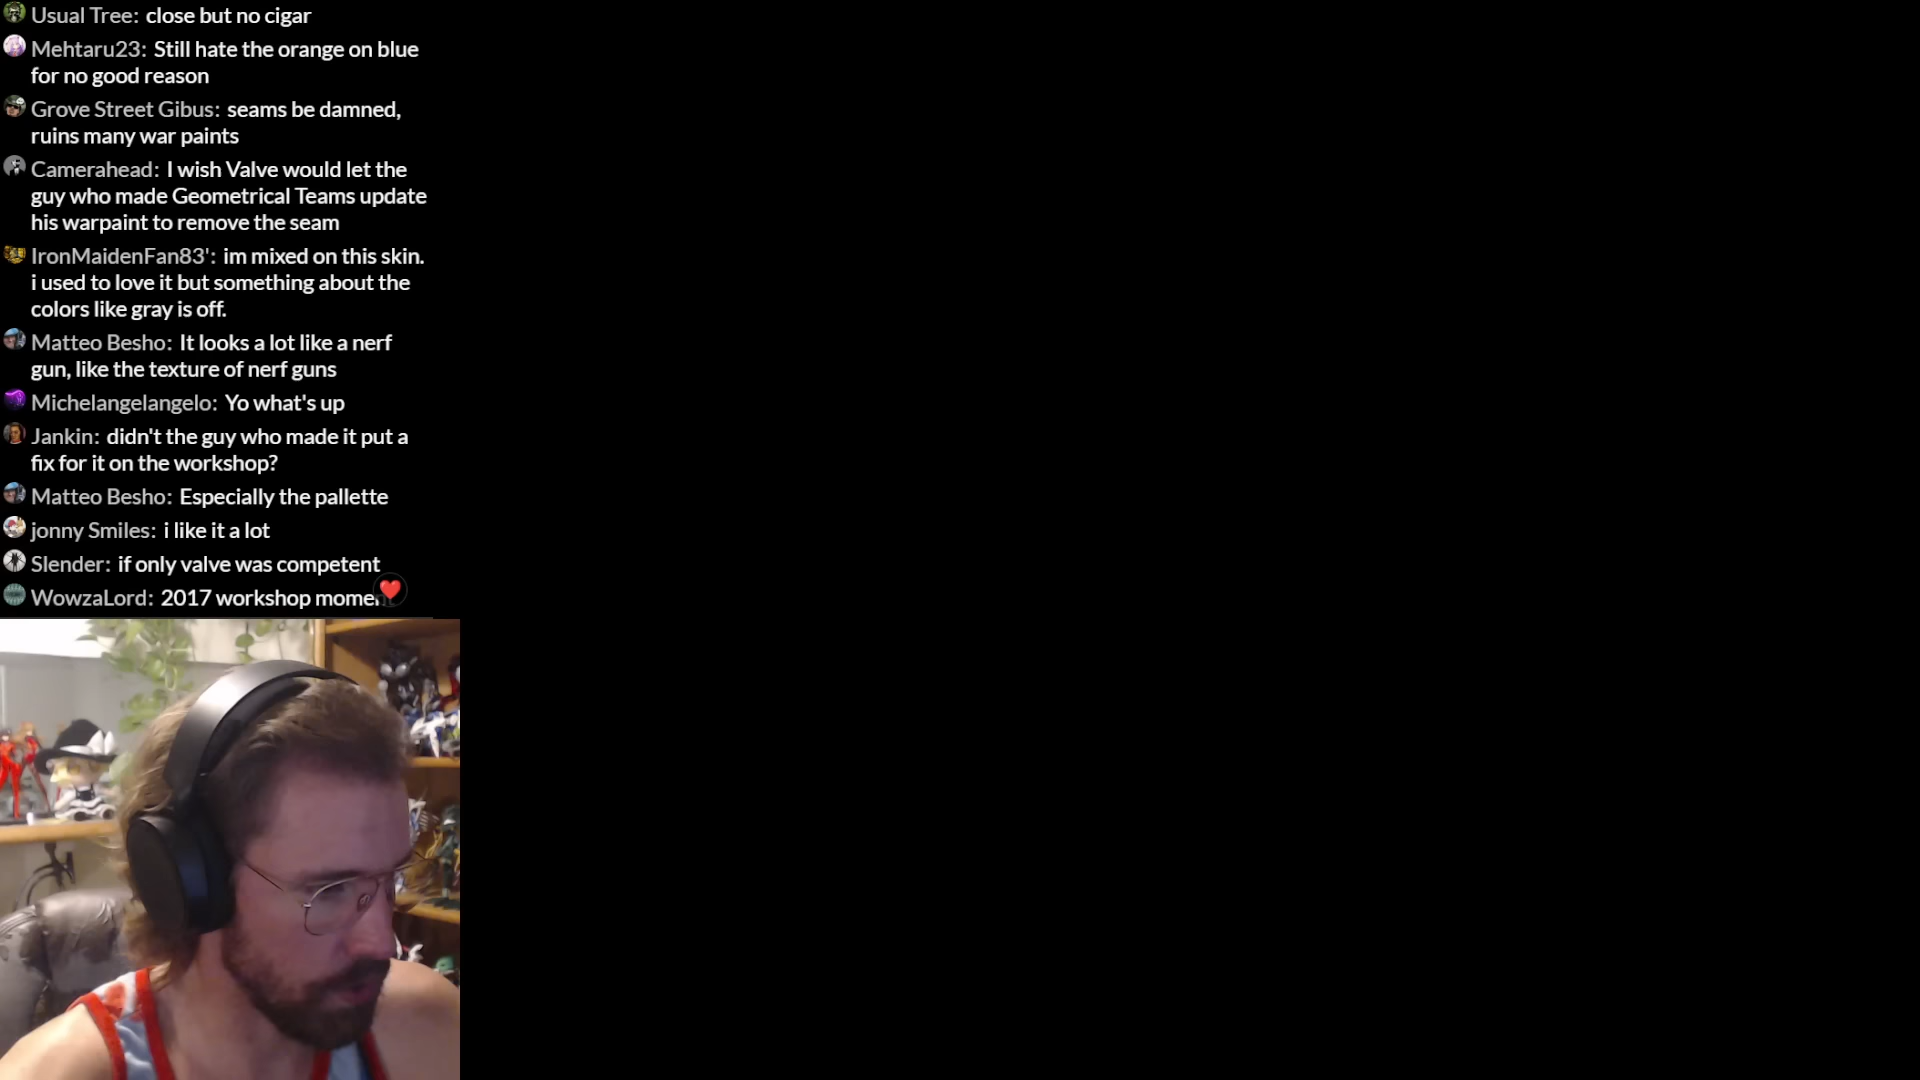 Usual Tree: close but no cigar
Mehtaru23: Still hate the orange on blue
for no good reason
Grove Street Gibus: seams be damned,
ruins many war paints
Camerahead: I wish Valve would let the
guy who made Geometrical Teams update
his warpaint to remove the seam
IronMaidenFan83': im mixed on this skin.
i used to love it but something about the
colors like gray is off.
Matteo Besho: It looks a lot like a nerf
gun, like the texture of nerf guns
Michelangelangelo: Yo what's up
Jankin: didn't the guy who made it put a
fix for it on the workshop?
Matteo Besho: Especially the pallette
jonny Smiles: i like it a lot
Slender: if only valve was competent
WowzaLord: 2017 workshop moment